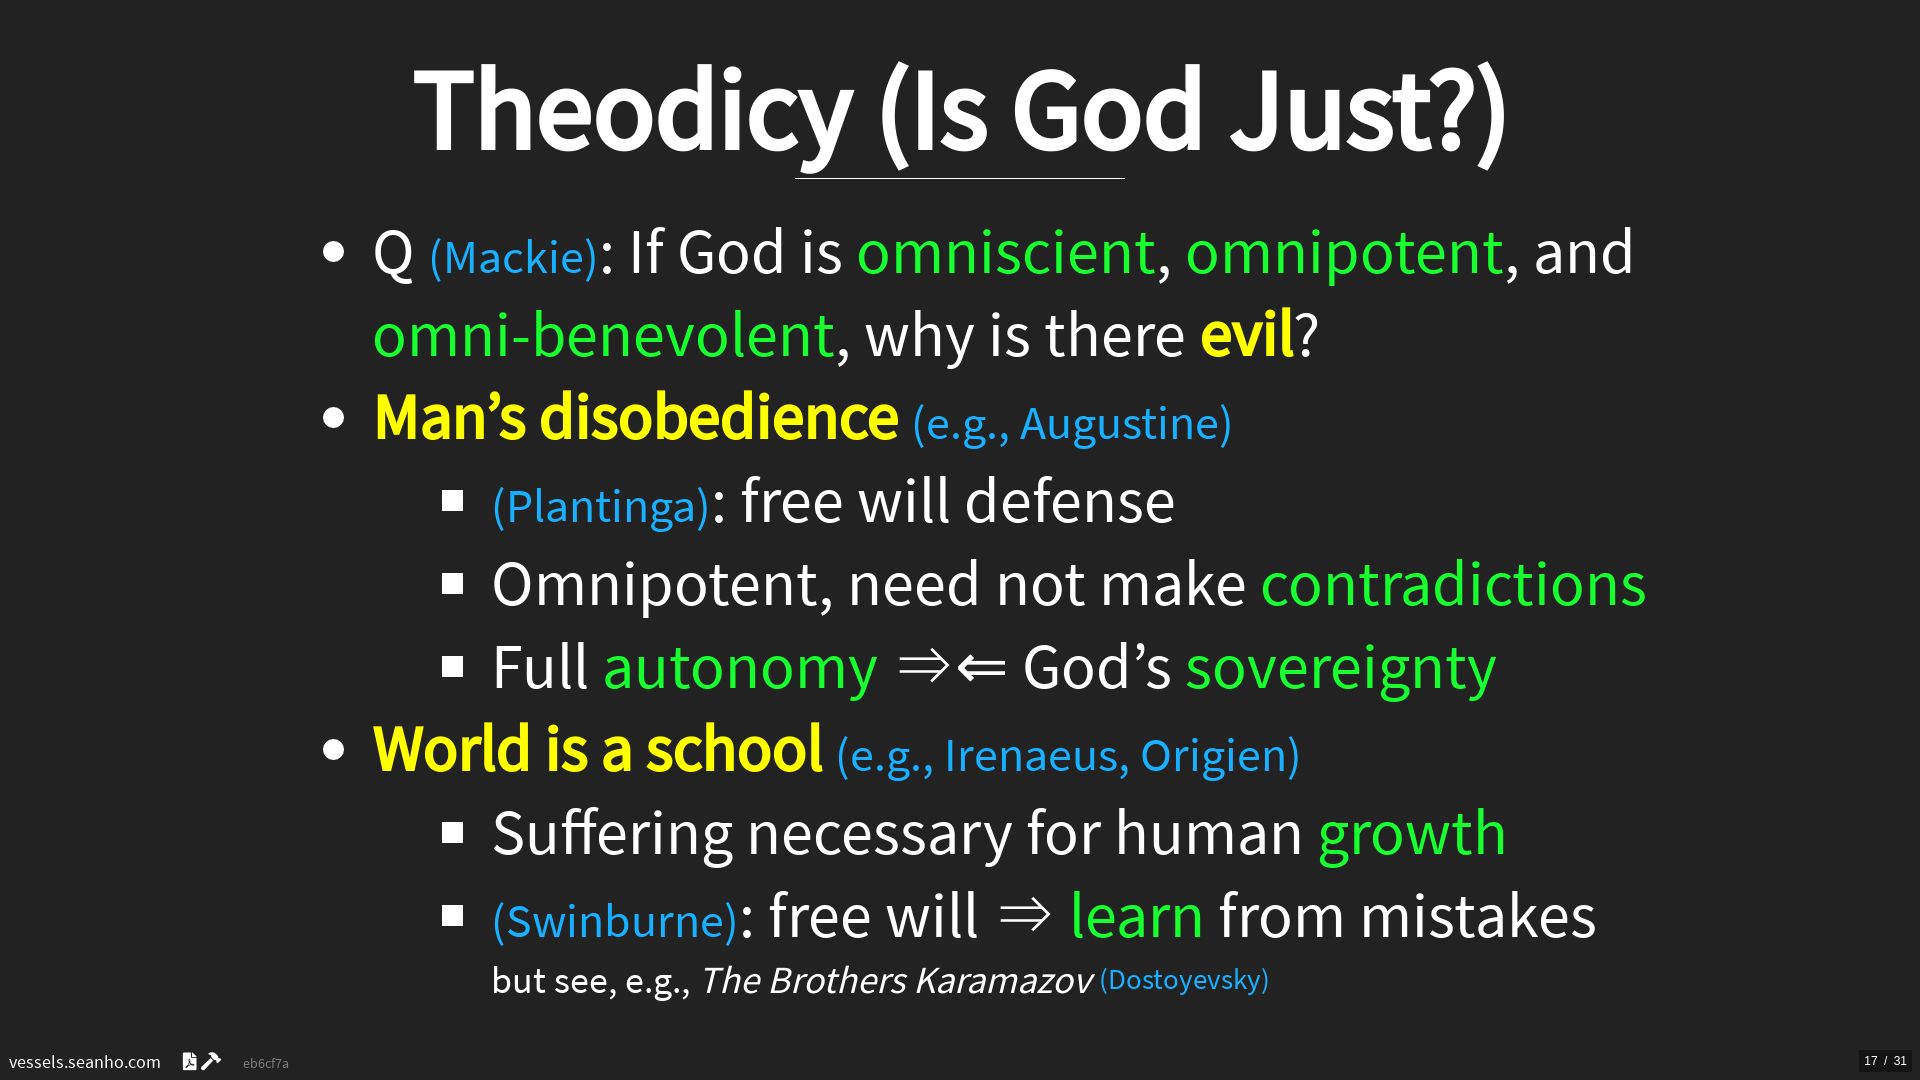 Theodicy (Is God Just?)
• Q (Mackie): If God is omniscient, omnipotent, and
omni-benevolent, why is there evil?
• Man’s disobedience (e.g., Augustine)
▪ (Plantinga): free will defense
▪ Omnipotent, need not make contradictions
▪ Full autonomy ⇒⇐ God’s sovereignty
• World is a school (e.g., Irenaeus, Origien)
▪ Suffering necessary for human growth
▪ (Swinburne): free will ⇒ learn from mistakes
but see, e.g., The Brothers Karamazov (Dostoyevsky)
vessels.seanho.com eb6cf7a
17 / 31